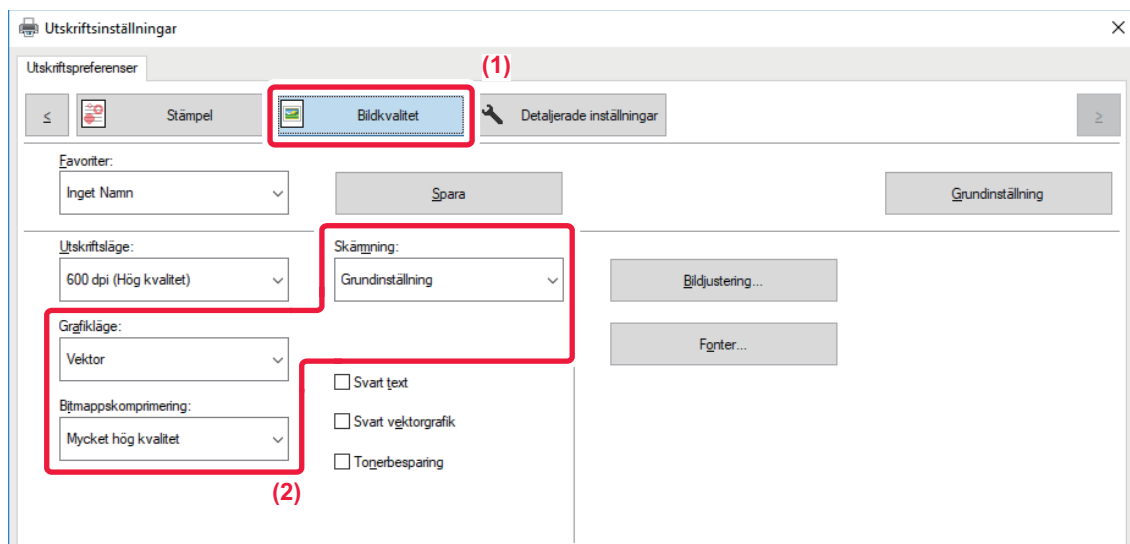 Utskriftsinställningar
Utskriftspreferenser
(1)
< Stämpel Bildkvalitet Detaljerade inställningar >
Favoriter:
Inget Namn Spara Grundinställning
Utskriftsläge: Skärmning:
600 dpi (Hög kvalitet) Grundinställning Bildjustering...
Grafikläge:
Vektor Fonter...
Svart text
Bitmappskomprimering:
Svart vektorgrafik
Mycket hög kvalitet
Tonerbesparing
(2)